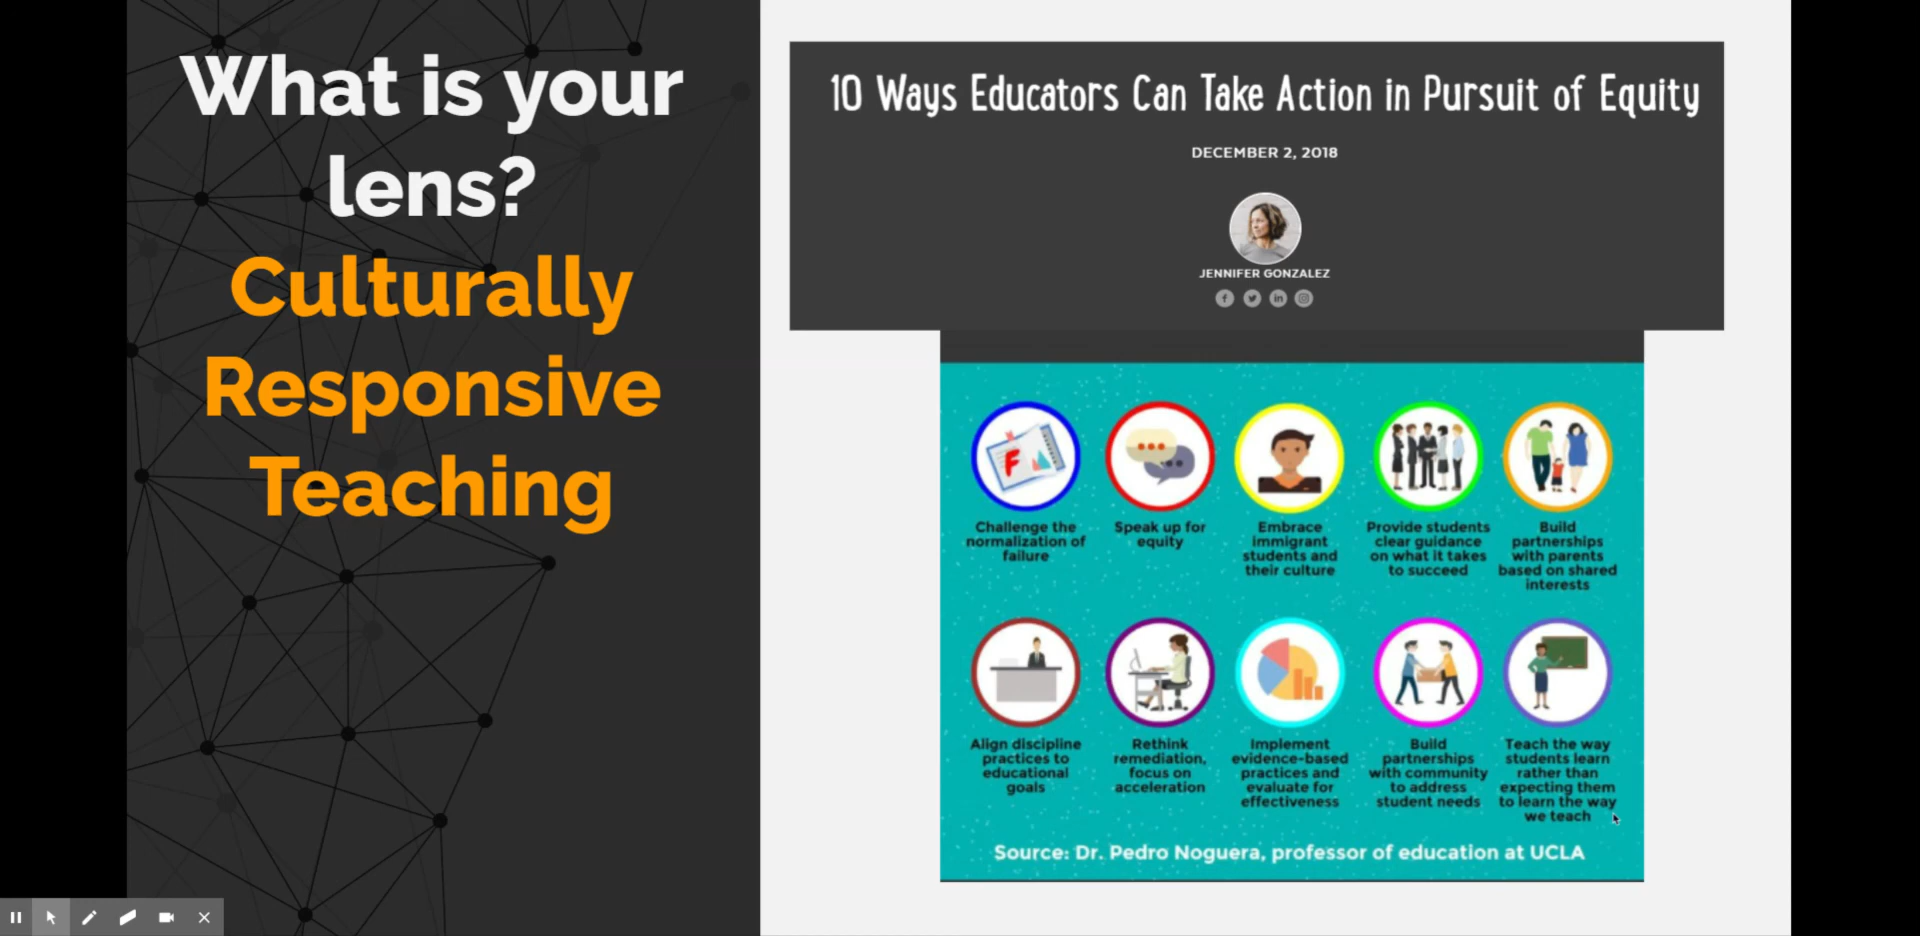 What is your
lens?
Culturally
Responsive
Teaching
10 Ways Educators Can Take Action in Pursuit of Equity
DECEMBER 2, 2018
JENNIFER GONZALEZ
F
Challenge the
normalization of
failure
Speak up for
equity
Embrace
immigrant
students and
their culture
Provide students
clear guidance
on what it takes
to succeed
Build
partnerships
with parents
based on shared
interests
Align discipline
practices to
educational
goals
Rethink
remediation,
focus on
acceleration
Implement
evidence-based
practices and
evaluate for
effectiveness
Build
partnerships
with community
to address
student needs
Teach the way
students learn
rather than
expecting them
to learn the way
we teach
Source: Dr. Pedro Noguera, professor of education at UCLA